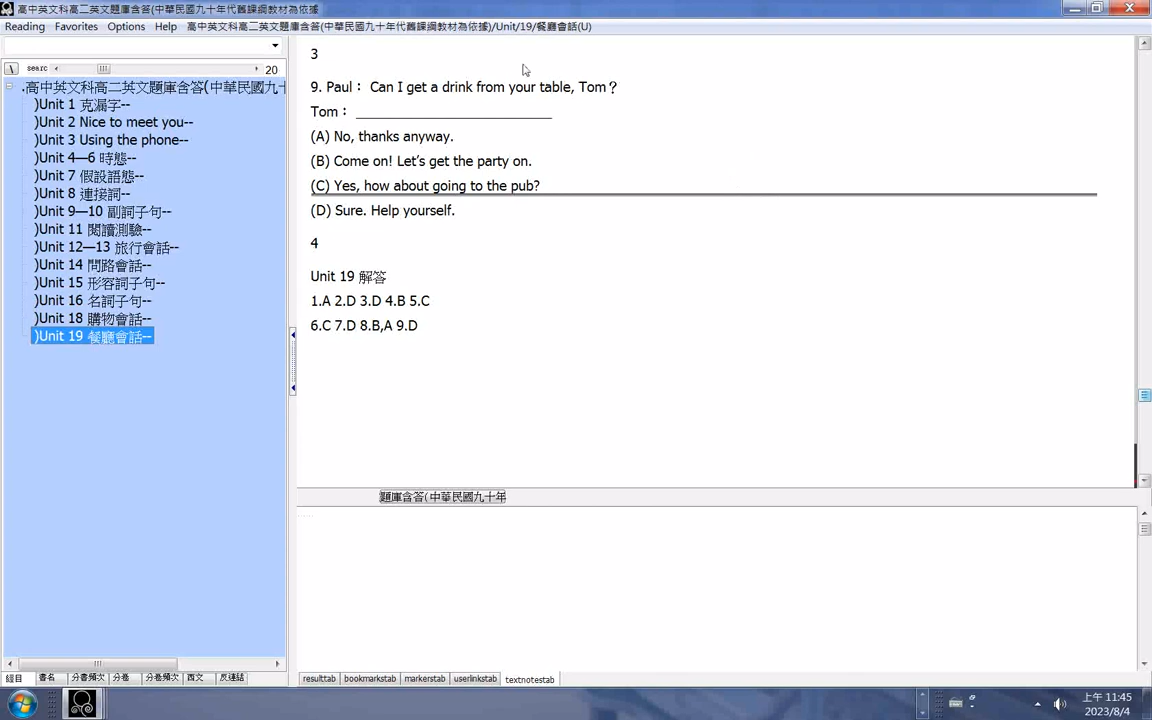 高中英文科高二英文題庫含答(中華民國九十年代舊課綱教材為依據
Reading Favorites Options Help 高中英文科高二英文題庫含答(中華民國九十年代舊課綱教材為依據)/Unit/19/餐廳會話(U)
searc 20
.高中英文科高二英文題庫含答(中華民國九十
)Unit 1 克漏字--
)Unit 2 Nice to meet you--
)Unit 3 Using the phone--
)Unit 4—6 時態--
)Unit 7 假設語態--
)Unit 8 連接詞--
)Unit 9—10 副詞子句--
)Unit 11 閱讀測驗--
)Unit 12—13 旅行會話--
)Unit 14 問路會話--
)Unit 15 形容詞子句--
)Unit 16 名詞子句--
)Unit 18 購物會話--
)Unit 19 餐廳會話--
經目 書名 分書頻次 分卷 分卷頻次 西文 反連結
3
9. Paul： Can I get a drink from your table, Tom？
Tom： ____________________________
(A) No, thanks anyway.
(B) Come on! Let’s get the party on.
(C) Yes, how about going to the pub?
(D) Sure. Help yourself.
4
Unit 19 解答
1.A 2.D 3.D 4.B 5.C
6.C 7.D 8.B,A 9.D
題庫含答(中華民國九十年
resulttab bookmarkstab markerstab userlinkstab textnotestab
上午 11:45
2023/8/4